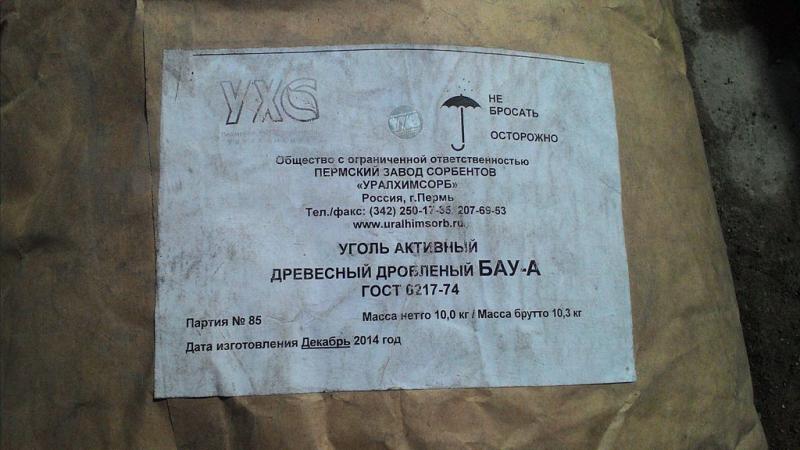 УХС
НЕ
БРОСАТЬ
ОСТОРОЖНО
Общество с ограниченной ответственностью
ПЕРМСКИЙ ЗАВОД СОРБЕНТОВ
«УРАЛХИМСОРБ»
Россия, г.Пермь
Тел./факс: (342) 250-17-35, 207-69-53
www.uralhimsorb.ru
УГОЛЬ АКТИВНЫЙ
ДРЕВЕСНЫЙ ДРОБЛЕНЫЙ БАУ-А
ГОСТ 6217-74
Партия № 85 Масса нетто 10,0 кг / Масса брутто 10,3 кг
Дата изготовления Декабрь 2014 год